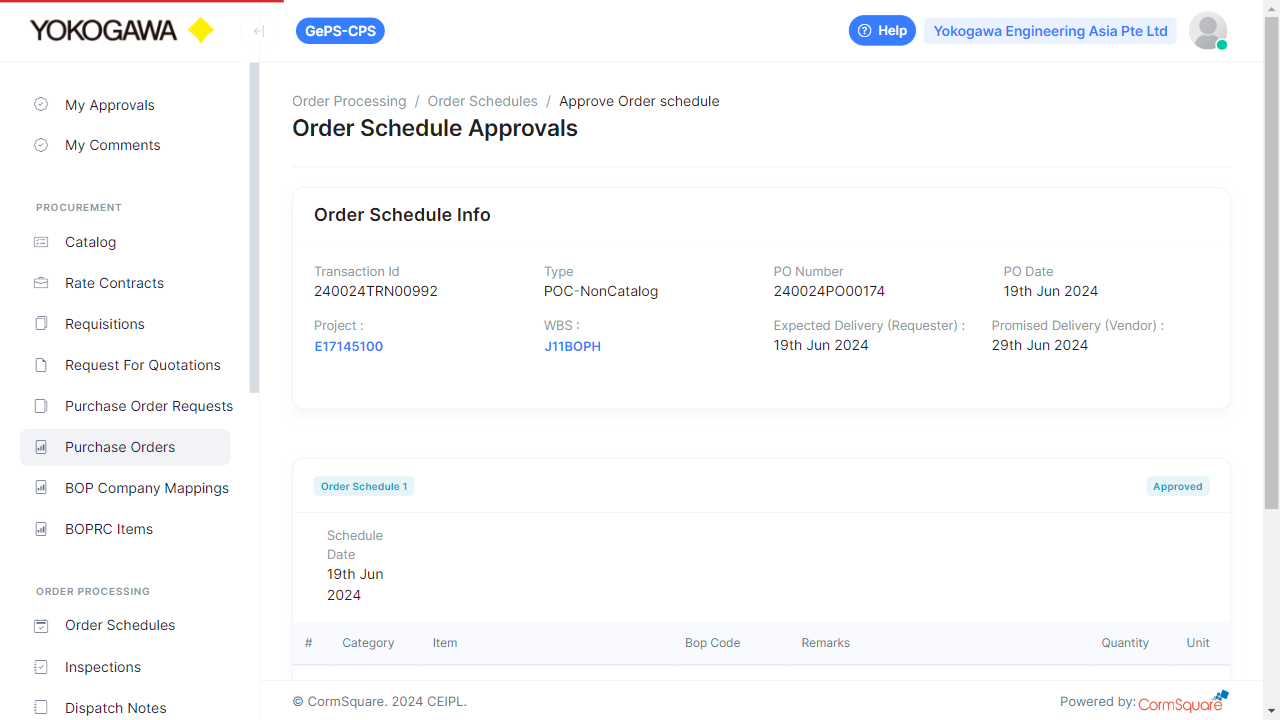 YOKOGAWA
GePS-CPS
Help
Yokogawa Engineering Asia Pte Ltd
My Approvals
My Comments
PROCUREMENT
Catalog
Rate Contracts
Requisitions
Request For Quotations
Purchase Order Requests
Purchase Orders
BOP Company Mappings
BOPRC Items
ORDER PROCESSING
Order Schedules
Inspections
Dispatch Notes
Order Processing / Order Schedules / Approve Order schedule
Order Schedule Approvals
Order Schedule Info
Transaction Id
240024TRN00992
Type
POC-NonCatalog
PO Number
240024PO00174
PO Date
19th Jun 2024
Project :
E17145100
WBS :
J11BOPH
Expected Delivery (Requester) :
19th Jun 2024
Promised Delivery (Vendor) :
29th Jun 2024
Order Schedule 1
Approved
Schedule
Date
19th Jun
2024
# Category Item Bop Code Remarks Quantity Unit
© CormSquare. 2024 CEIPL.
Powered by: CormSquare